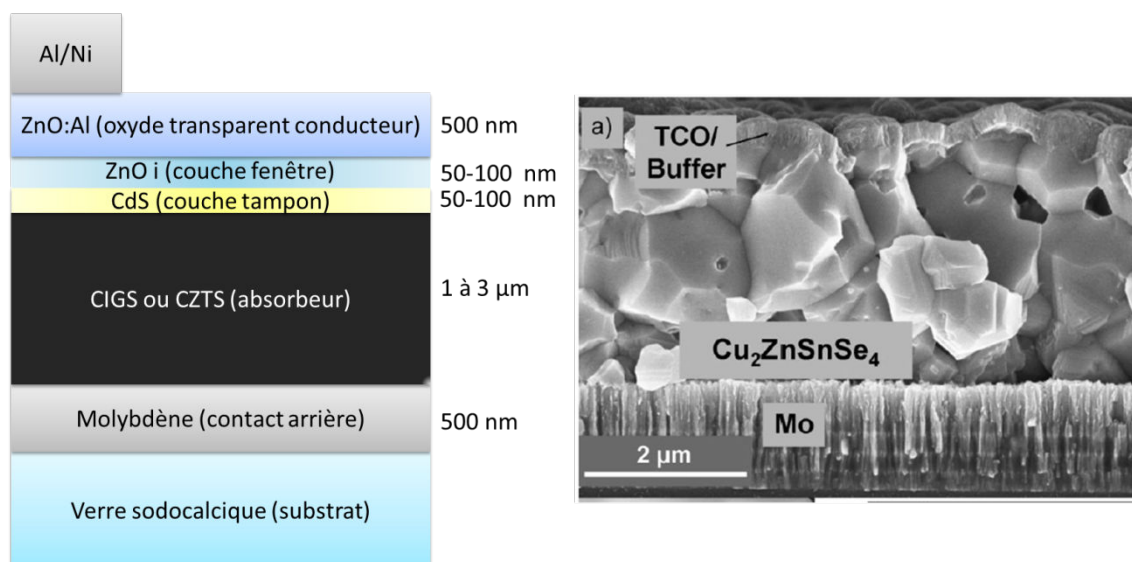 Al/Ni
ZnO:Al (oxyde transparent conducteur)
500 nm
ZnO i (couche fenêtre)
50-100 nm
CdS (couche tampon)
50-100 nm
CIGS ou CZTS (absorbeur)
1 à 3 µm
Molybdène (contact arrière)
500 nm
Verre sodocalcique (substrat)
a)
TCO/
Buffer
Cu₂ZnSnSe₄
Mo
2 µm